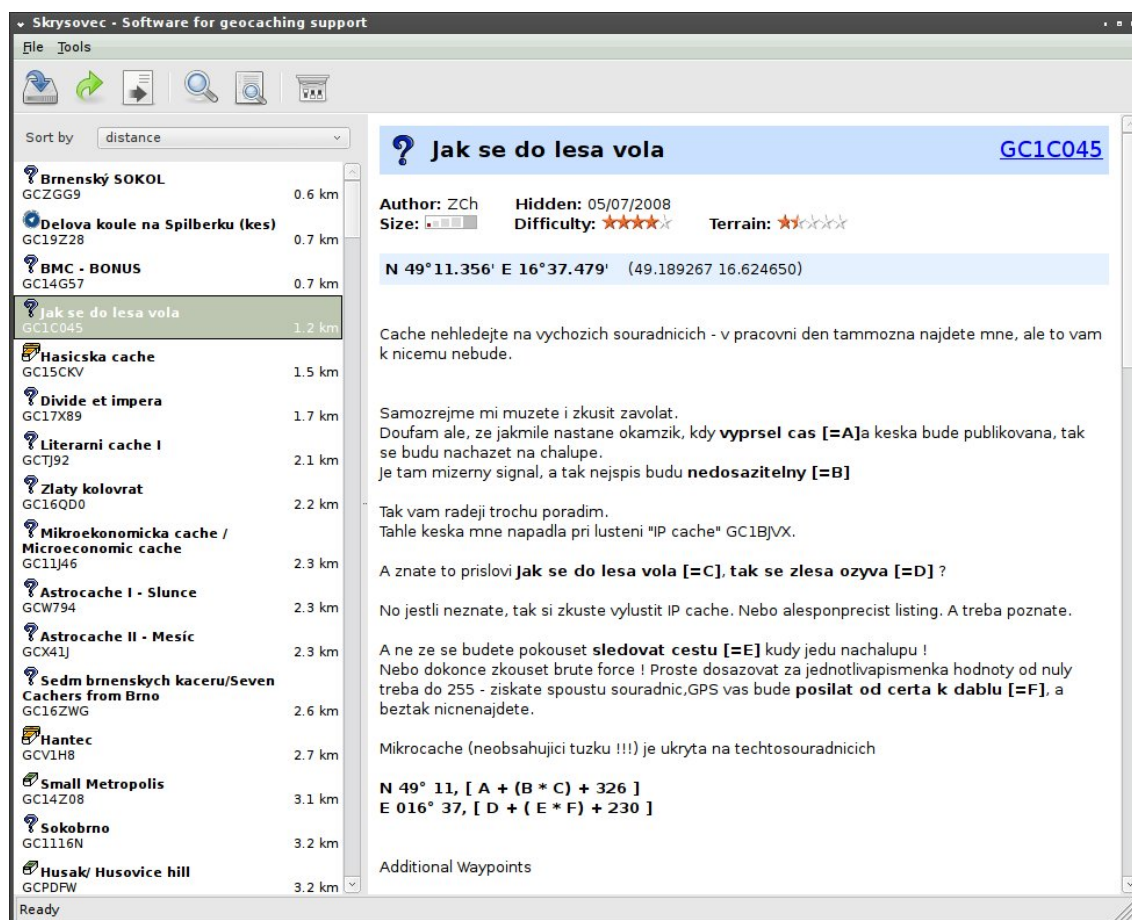 Skrysovec - Software for geocaching support
File Tools
Sort by distance
Brnenský SOKOL
GCZGG9 0.6 km
Delova koule na Spilberku (kes)
GC19Z28 0.7 km
BMC - BONUS
GC14G57 0.7 km
Jak se do lesa vola
GC1C045 1.2 km
Hasicska cache
GC15CKV 1.5 km
Divide et impera
GC17X89 1.7 km
Literarni cache I
GCTJ92 2.1 km
Zlaty kolovrat
GC16QD0 2.2 km
Mikroekonomicka cache /
Microeconomic cache
GC11J46 2.3 km
Astrocache I - Slunce
GCW794 2.3 km
Astrocache II - Mesíc
GCX41J 2.3 km
Sedm brnenskych kaceru/Seven
Cachers from Brno
GC16ZWG 2.6 km
Hantec
GCV1H8 2.7 km
Small Metropolis
GC14Z08 3.1 km
Sokobrno
GC1116N 3.2 km
Husak/ Husovice hill
GCPDFW 3.2 km
Jak se do lesa vola GC1C045
Author: ZCh Hidden: 05/07/2008
Size: Difficulty: Terrain:
N 49°11.356' E 16°37.479' (49.189267 16.624650)
Cache nehledejte na vychozich souradnicich - v pracovni den tammozna najdete mne, ale to vam
k nicemu nebude.
Samozrejme mi muzete i zkusit zavolat.
Doufam ale, ze jakmile nastane okamzik, kdy vyprsel cas [=A]a keska bude publikovana, tak
se budu nachazet na chalupe.
Je tam mizerny signal, a tak nejspis budu nedosazitelny [=B]
Tak vam radeji trochu poradim.
Tahle keska mne napadla pri lusteni "IP cache" GC1BJVX.
A znate to prislovi Jak se do lesa vola [=C], tak se zlesa ozyva [=D] ?
No jestli neznate, tak si zkuste vylustit IP cache. Nebo alesponprecist listing. A treba poznate.
A ne ze se budete pokouset sledovat cestu [=E] kudy jedu nachalupu !
Nebo dokonce zkouset brute force ! Proste dosazovat za jednotlivapismenka hodnoty od nuly
treba do 255 - ziskate spoustu souradnic,GPS vas bude posilat od certa k dablu [=F], a
beztak nicnenajdete.
Mikrocache (neobsahujici tuzku !!!) je ukryta na techtosouradnicich
N 49° 11, [ A + (B * C) + 326 ]
E 016° 37, [ D + ( E * F) + 230 ]
Additional Waypoints
Ready